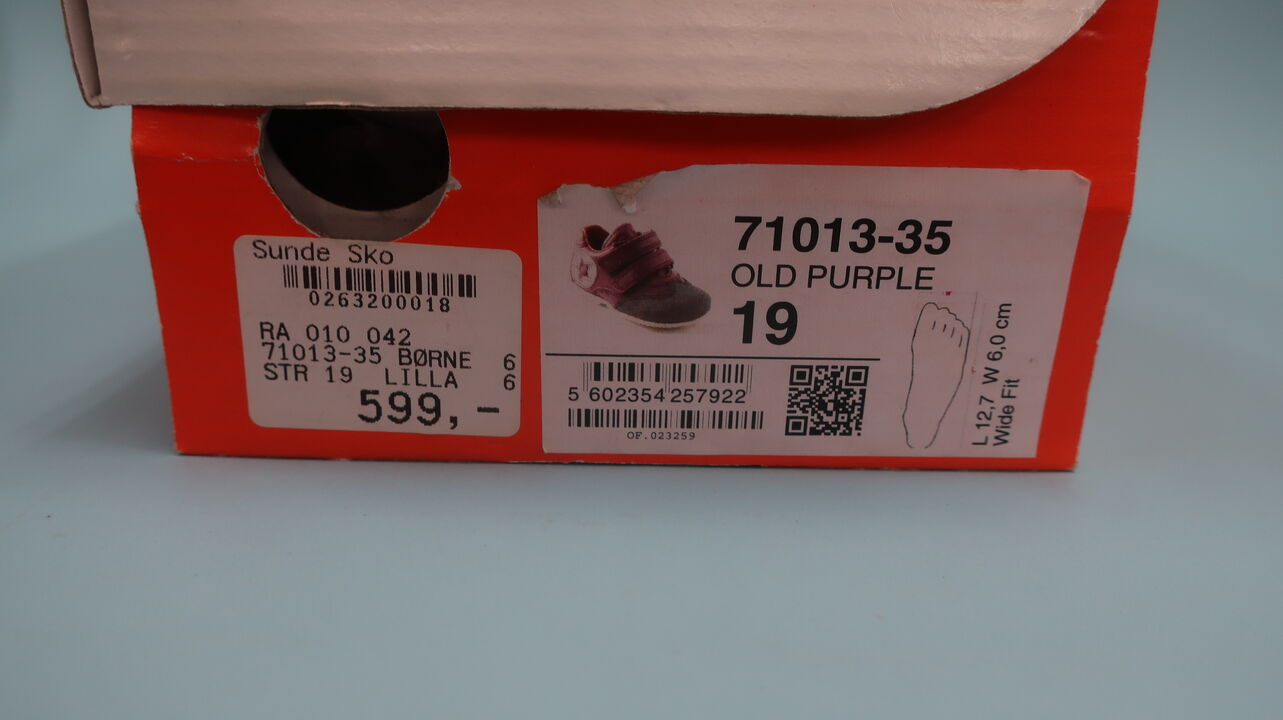 Sunde Sko
0263200018
RA 010 042
71013-35 BØRNE 6
STR 19 LILLA 6
599,-
71013-35
OLD PURPLE
19
5 602354 257922
OF.023259
L 12,7 W 6,0 cm
Wide Fit